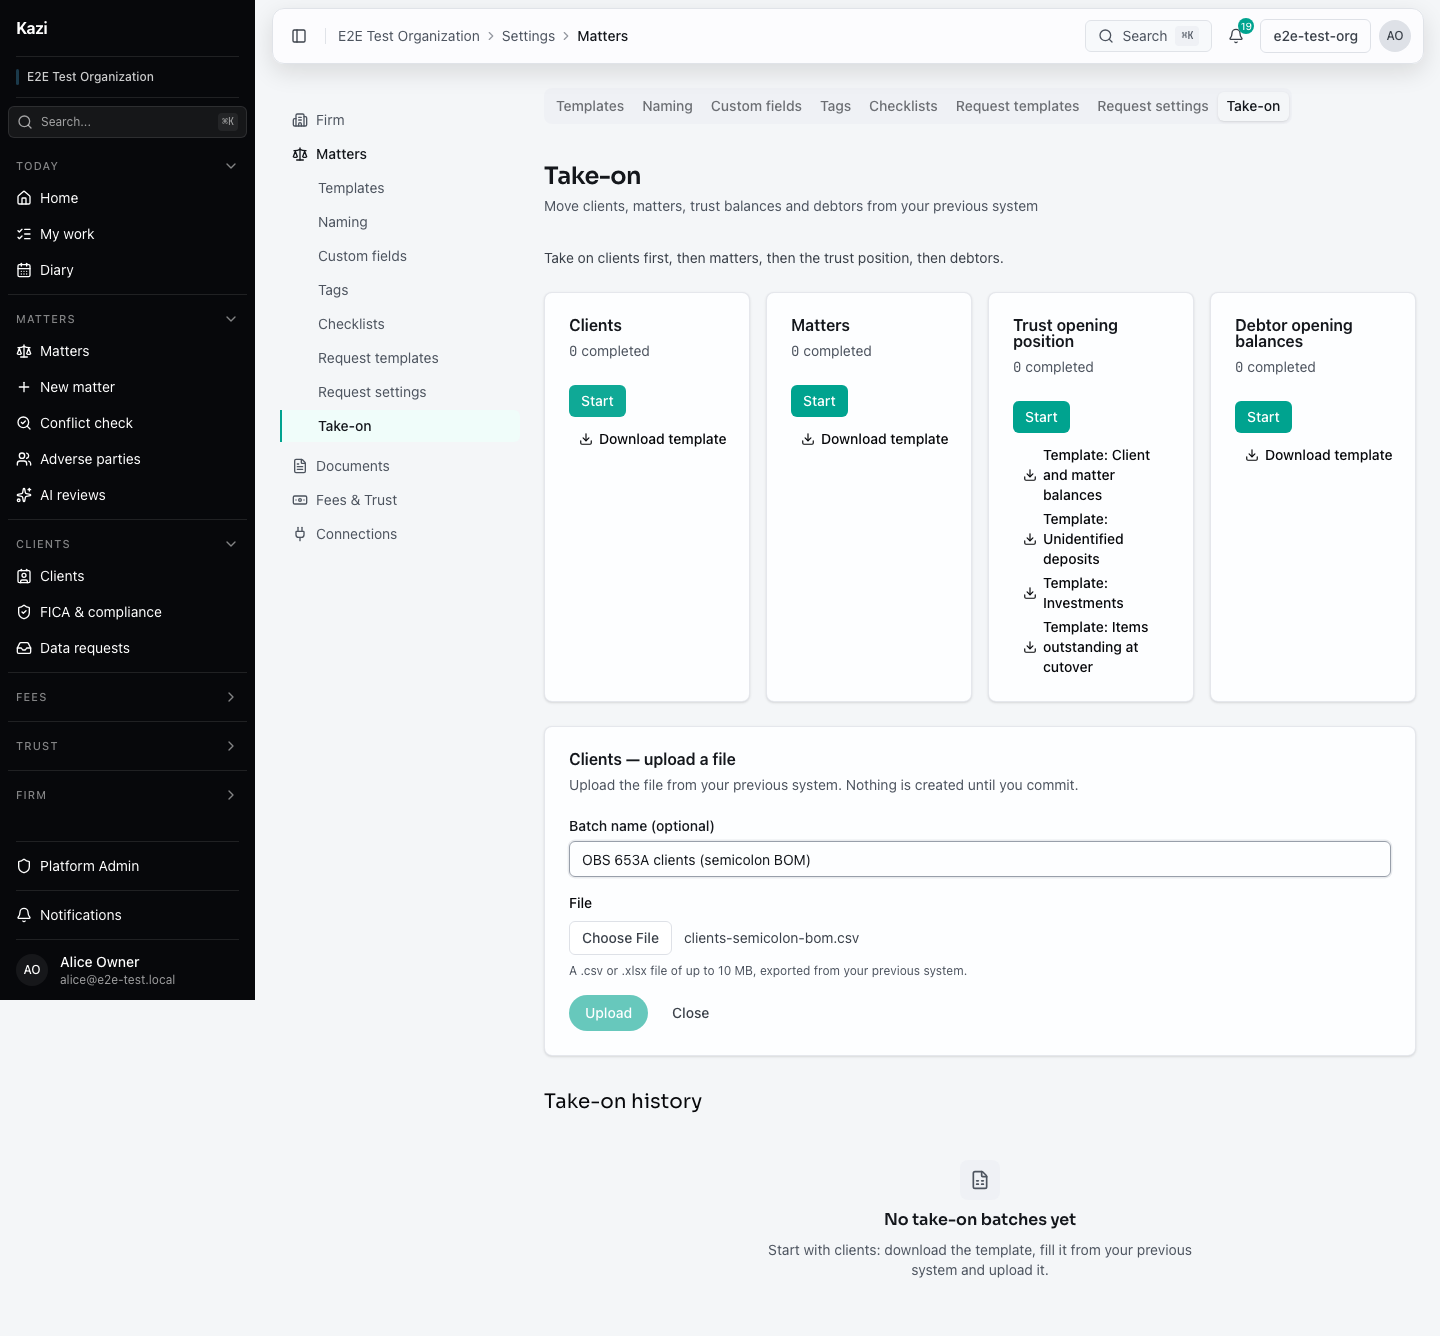 Kazi
E2E Test Organization
Search...
⌘K
TODAY
Home
My work
Diary
MATTERS
Matters
New matter
Conflict check
Adverse parties
AI reviews
CLIENTS
Clients
FICA & compliance
Data requests
FEES
TRUST
FIRM
Platform Admin
Notifications
AO
Alice Owner
alice@e2e-test.local
E2E Test Organization > Settings > Matters
Search ⌘K
19
e2e-test-org
AO
Firm
Matters
Templates
Naming
Custom fields
Tags
Checklists
Request templates
Request settings
Take-on
Documents
Fees & Trust
Connections
Templates Naming Custom fields Tags Checklists Request templates Request settings Take-on
Take-on
Move clients, matters, trust balances and debtors from your previous system
Take on clients first, then matters, then the trust position, then debtors.
Clients
0 completed
Start
Download template
Matters
0 completed
Start
Download template
Trust opening
position
0 completed
Start
Template: Client
and matter
balances
Template:
Unidentified
deposits
Template:
Investments
Template: Items
outstanding at
cutover
Debtor opening
balances
0 completed
Start
Download template
Clients — upload a file
Upload the file from your previous system. Nothing is created until you commit.
Batch name (optional)
OBS 653A clients (semicolon BOM)
File
Choose File clients-semicolon-bom.csv
A .csv or .xlsx file of up to 10 MB, exported from your previous system.
Upload Close
Take-on history
No take-on batches yet
Start with clients: download the template, fill it from your previous
system and upload it.